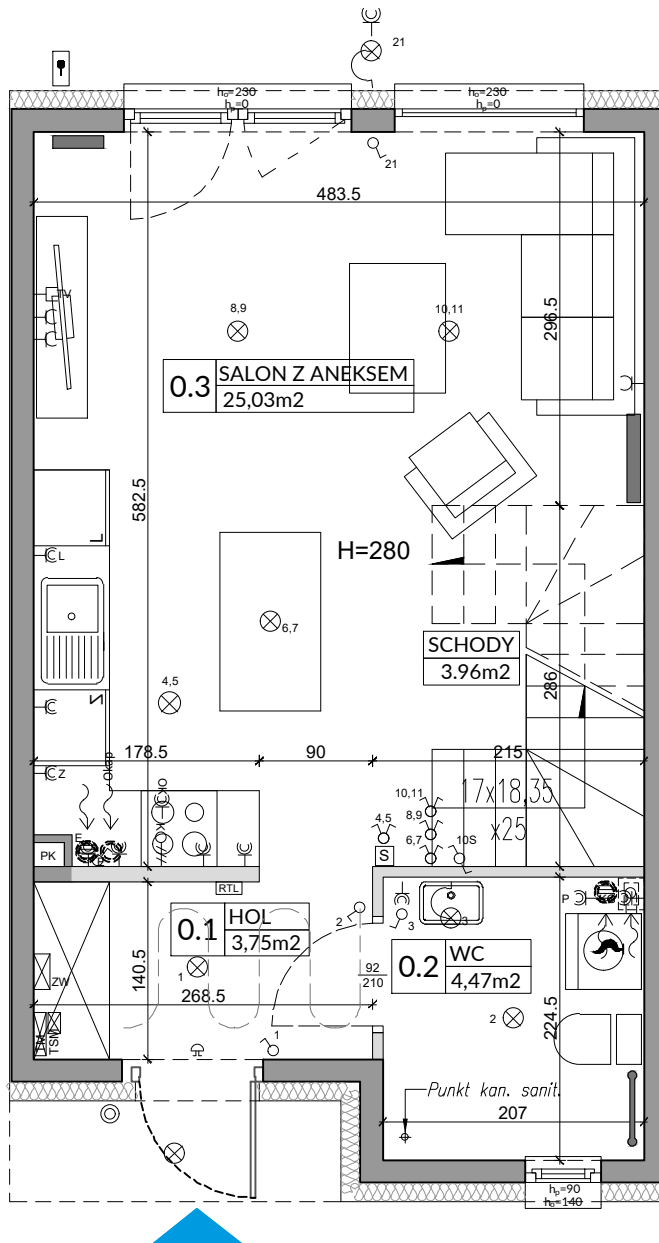 21
h₀=230
hₚ=0
h₀=230
hₚ=0
21
483.5
TV
8,9
10,11
296.5
0.3
SALON Z ANEKSEM
25,03m2
582.5
L
L
H=280
6,7
SCHODY
3.96m2
286
4,5
Z
178.5
90
215
Z
Okap
10,11
17x18,35
x25
8,9
4,5
6,7
10S
S
PK
RTL
0.1
HOL
3,75m2
2
3
3
P
140.5
1
ZW
92
210
0.2
WC
4,47m2
268.5
2
224.5
TSM
1
Punkt kan. sanit.
207
hₚ=90
h₀=140